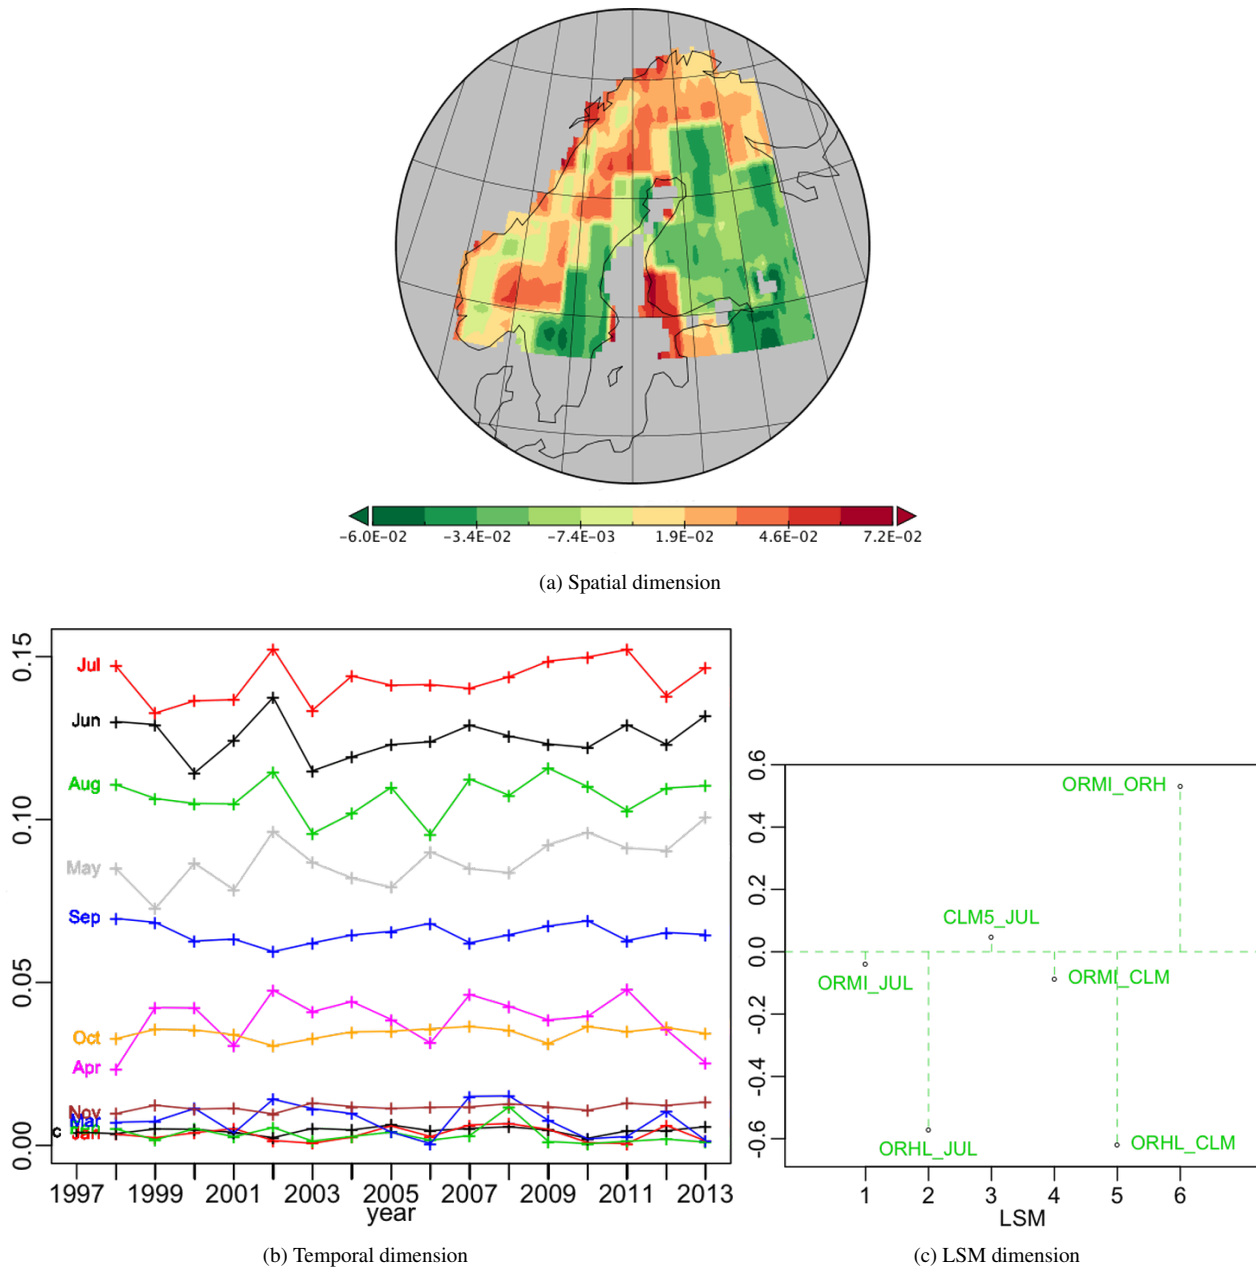 -6.0E-02 -3.4E-02 -7.4E-03 1.9E-02 4.6E-02 7.2E-02
(a) Spatial dimension
0.15
0.10
0.05
0.00
Jul
Jun
Aug
May
Sep
Oct
Apr
Nov
Mar
Jan
c
1997 1999 2001 2003 2005 2007 2009 2011 2013
year
(b) Temporal dimension
0.6
0.4
0.2
0.0
-0.2
-0.4
-0.6
ORMI_ORH
CLM5_JUL
ORMI_JUL
ORMI_CLM
ORHL_JUL
ORHL_CLM
1 2 3 4 5 6
LSM
(c) LSM dimension